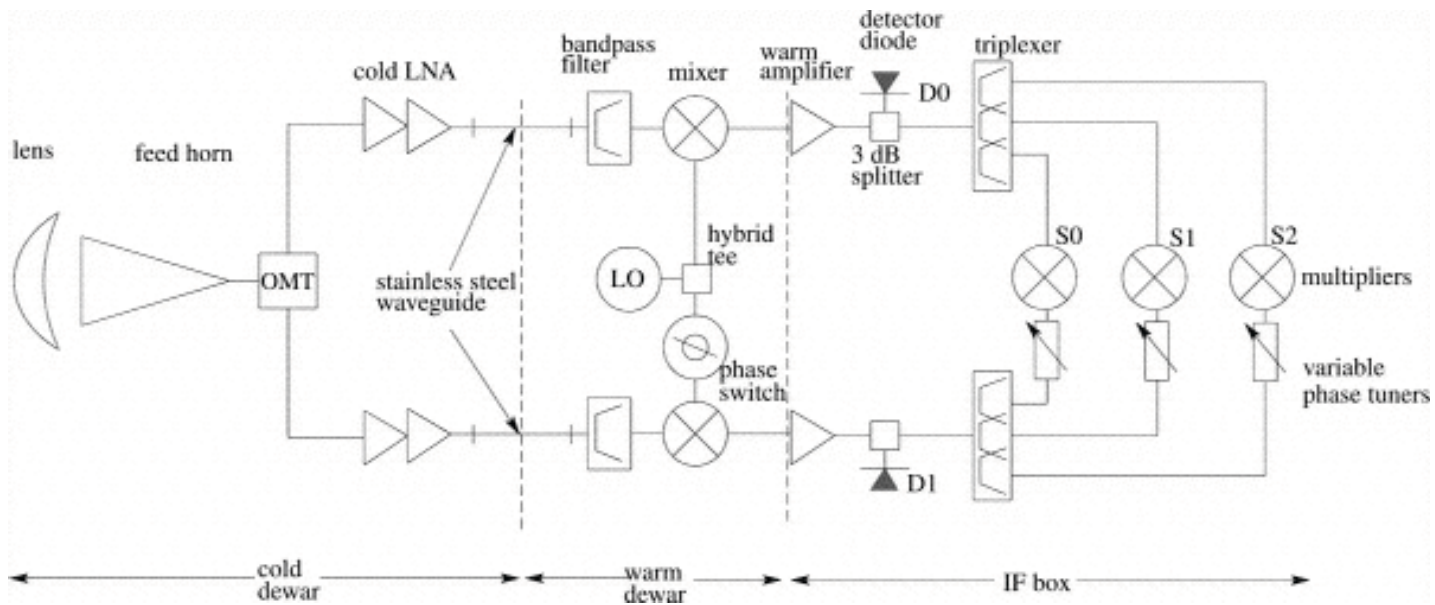 detector
diode
bandpass
filter
triplexer
warm
amplifier
cold LNA
mixer
D0
lens
feed horn
3 dB
splitter
hybrid
tee
S0
S1
S2
OMT
stainless steel
waveguide
LO
multipliers
phase
switch
variable
phase tuners
D1
cold
dewar
warm
dewar
IF box